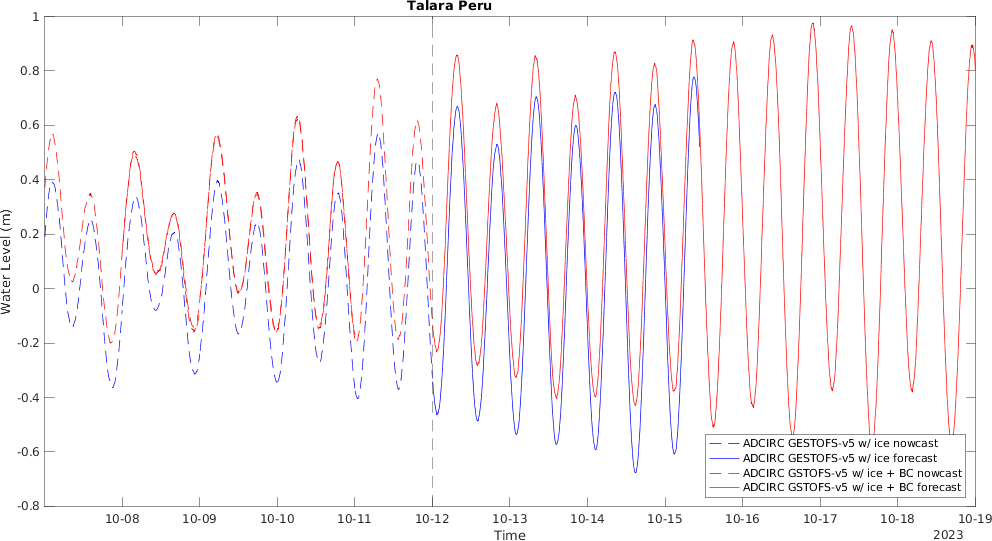 Talara Peru
Water Level (m)
1
0.8
0.6
0.4
0.2
0
-0.2
-0.4
-0.6
-0.8
ADCIRC GESTOFS-v5 w/ ice nowcast
ADCIRC GESTOFS-v5 w/ ice forecast
ADCIRC GSTOFS-v5 w/ ice + BC nowcast
ADCIRC GSTOFS-v5 w/ ice + BC forecast
10-08 10-09 10-10 10-11 10-12 10-13 10-14 10-15 10-16 10-17 10-18 10-19
Time
2023